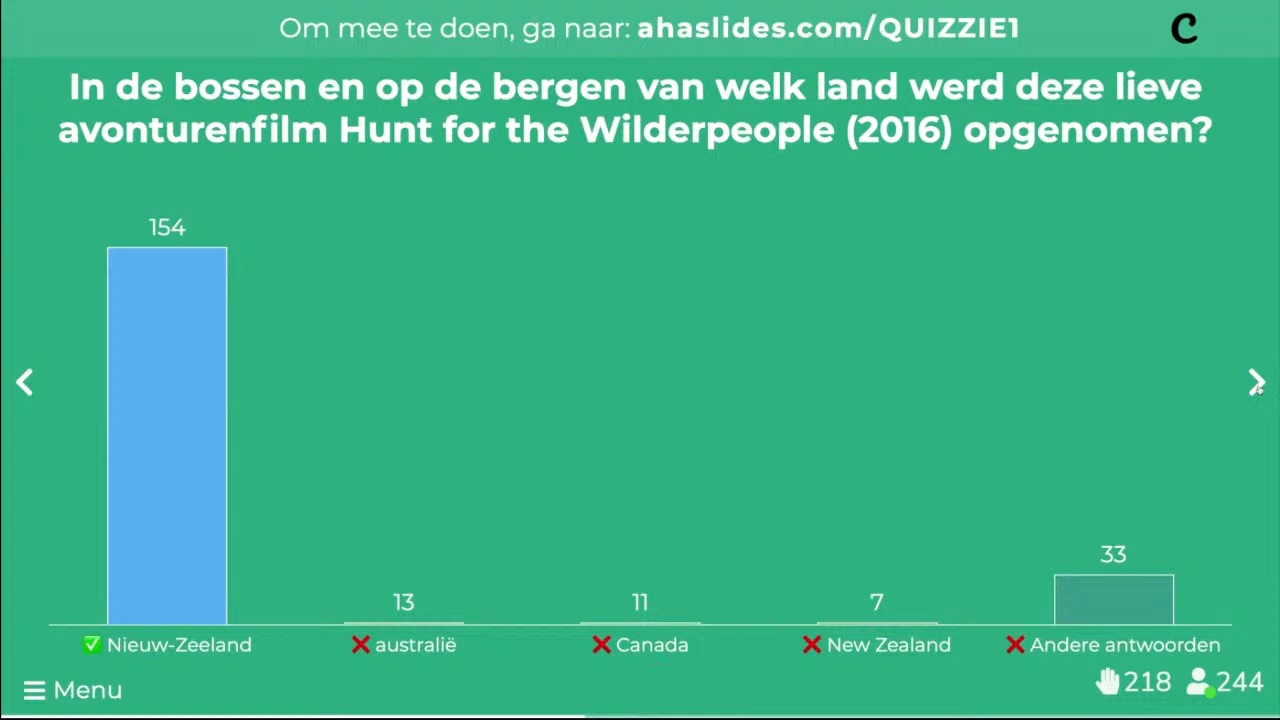 Om mee te doen, ga naar: ahaslides.com/QUIZZIE1
C
In de bossen en op de bergen van welk land werd deze lieve
avonturenfilm Hunt for the Wilderpeople (2016) opgenomen?
154
33
13
11
7
Nieuw-Zeeland
australië
Canada
New Zealand
Andere antwoorden
Menu
218
244